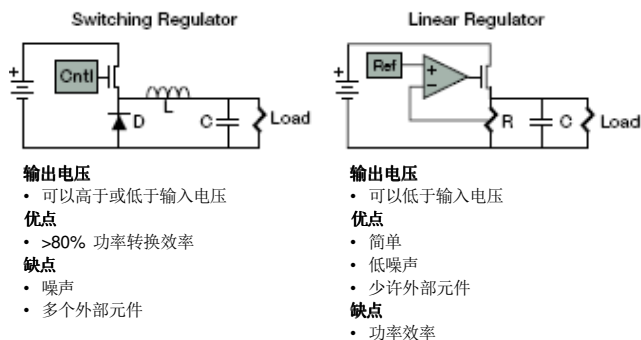 Switching Regulator
+
Cntl
L
D
C
Load
输出电压
• 可以高于或低于输入电压
优点
• >80% 功率转换效率
缺点
• 噪声
• 多个外部元件
Linear Regulator
+
Ref
+
−
R
C
Load
输出电压
• 可以低于输入电压
优点
• 简单
• 低噪声
• 少许外部元件
缺点
• 功率效率